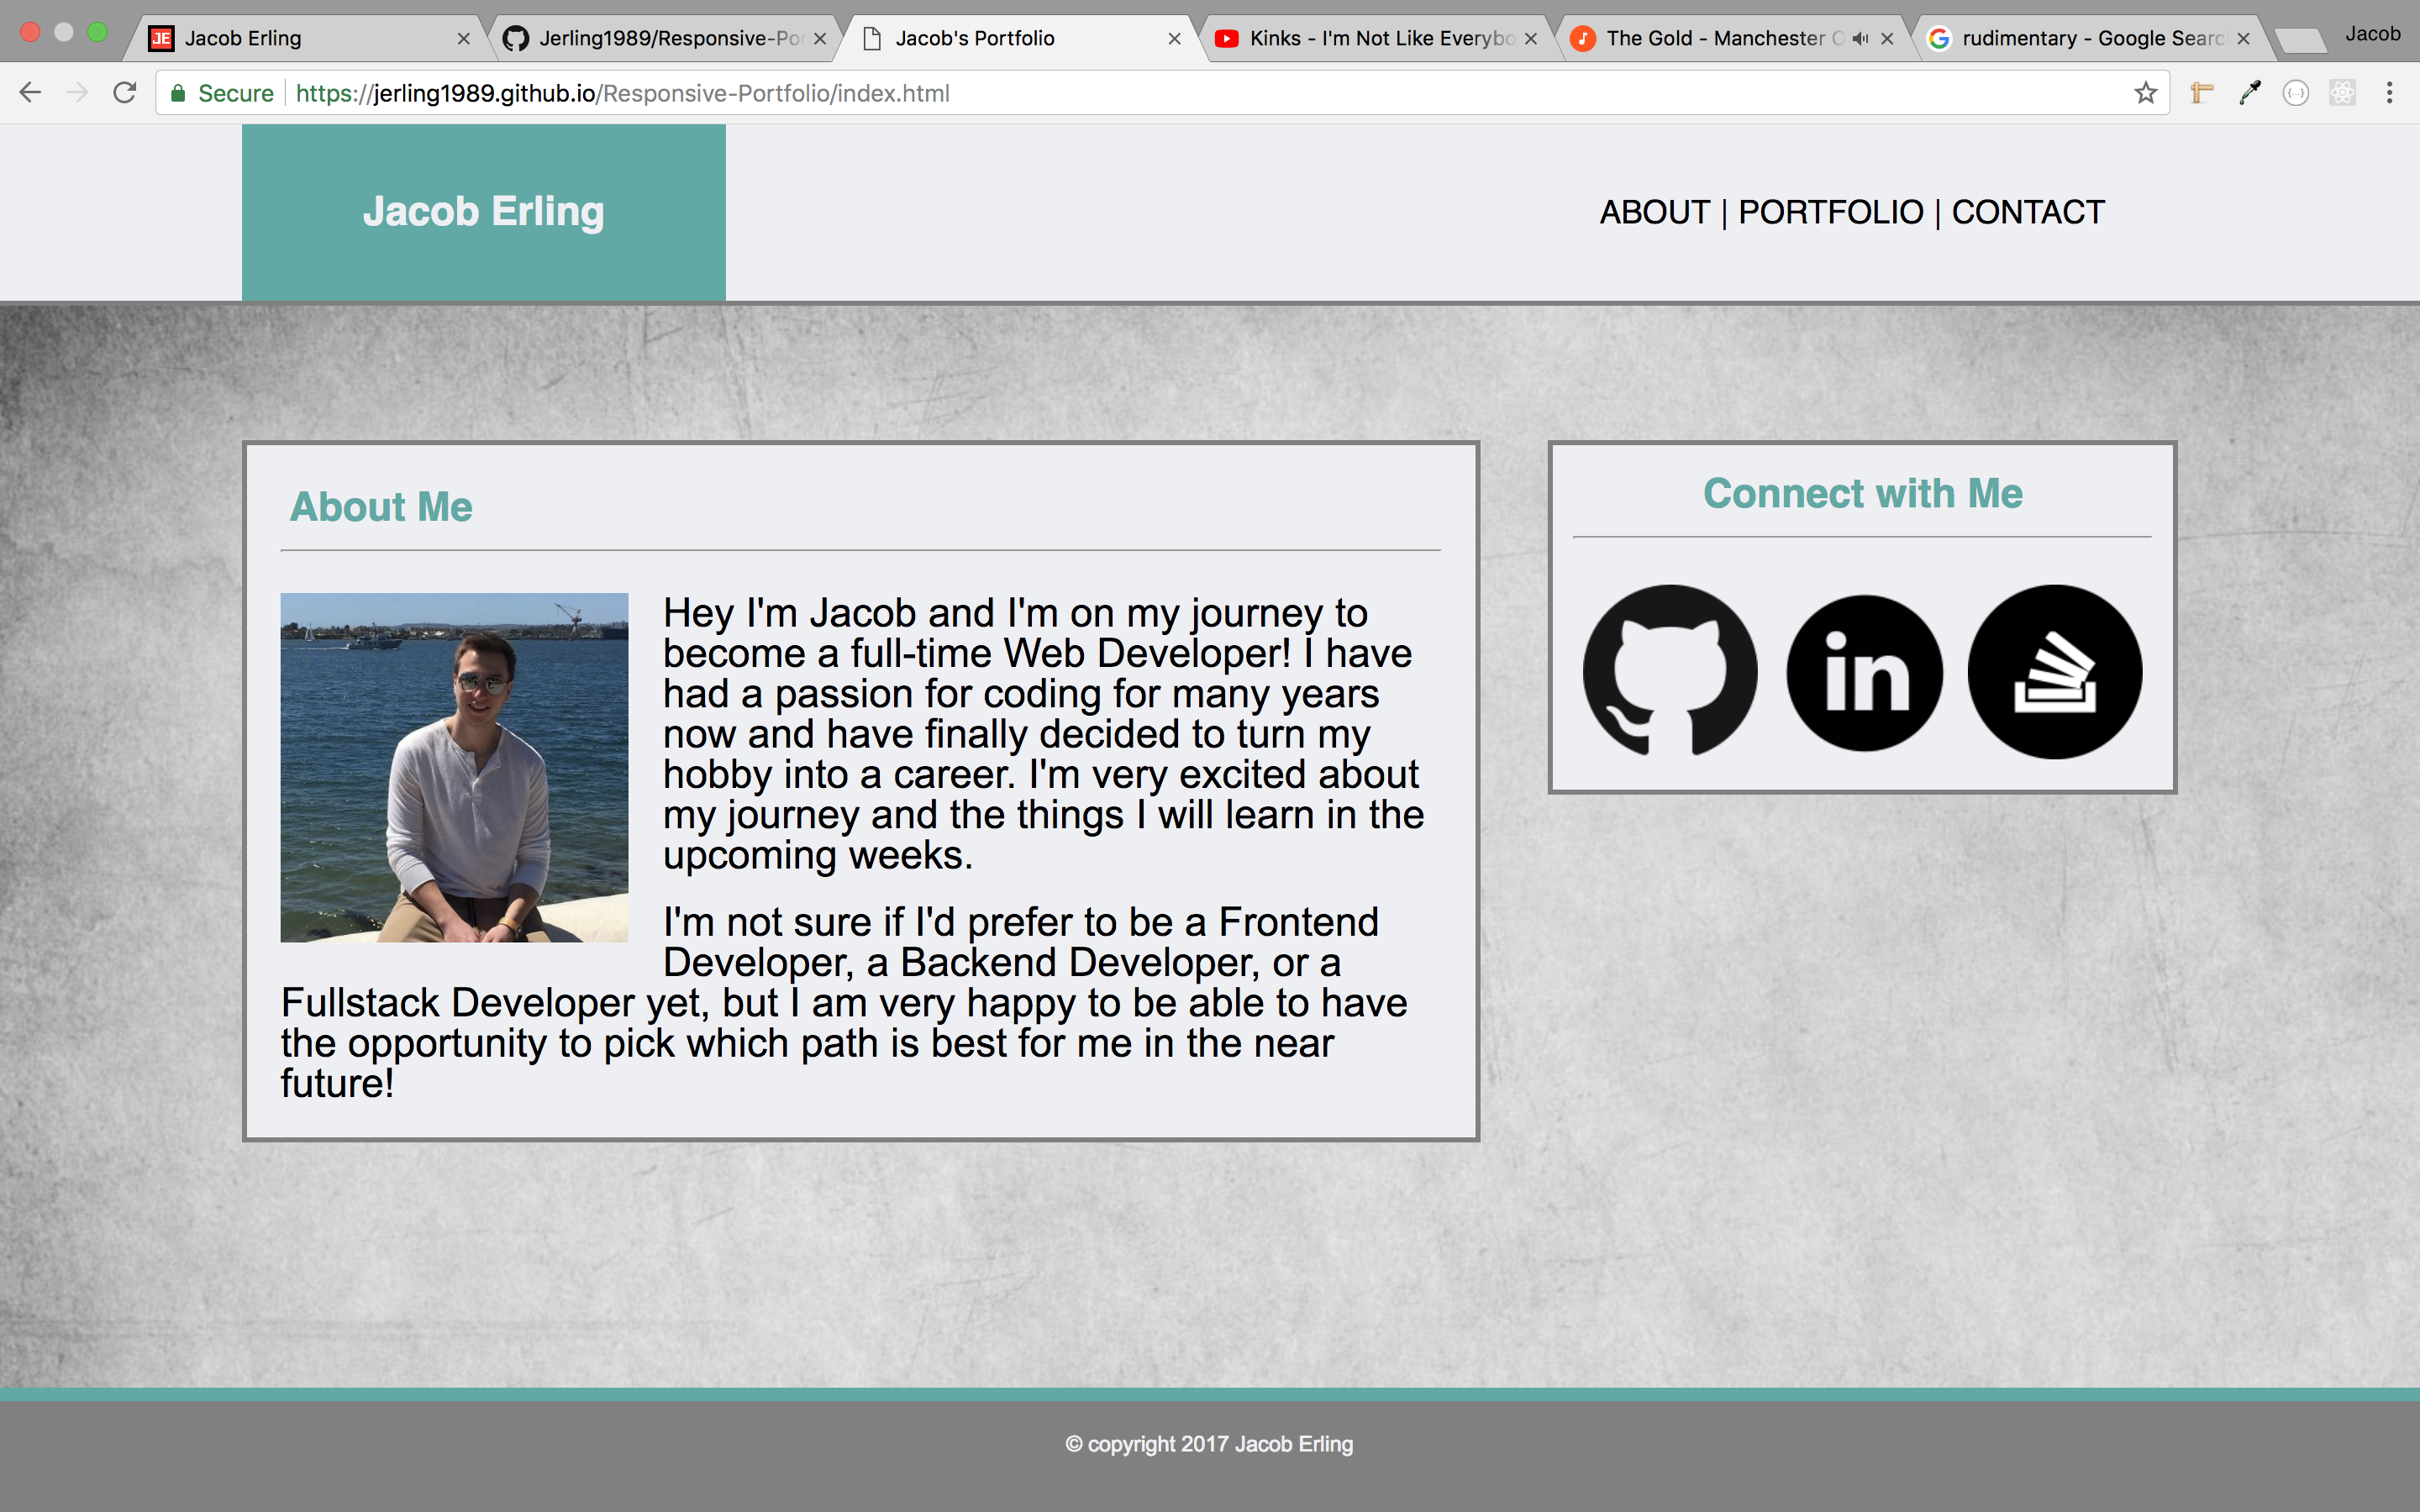 JE Jacob Erling
Jerling1989/Responsive-Po
Jacob's Portfolio
Kinks - I'm Not Like Everybo
The Gold - Manchester O
rudimentary - Google Searc
Jacob
Secure https://jerling1989.github.io/Responsive-Portfolio/index.html
Jacob Erling
ABOUT | PORTFOLIO | CONTACT
About Me
Hey I'm Jacob and I'm on my journey to
become a full-time Web Developer! I have
had a passion for coding for many years
now and have finally decided to turn my
hobby into a career. I'm very excited about
my journey and the things I will learn in the
upcoming weeks.
I'm not sure if I'd prefer to be a Frontend
Developer, a Backend Developer, or a
Fullstack Developer yet, but I am very happy to be able to have
the opportunity to pick which path is best for me in the near
future!
Connect with Me
in
© copyright 2017 Jacob Erling